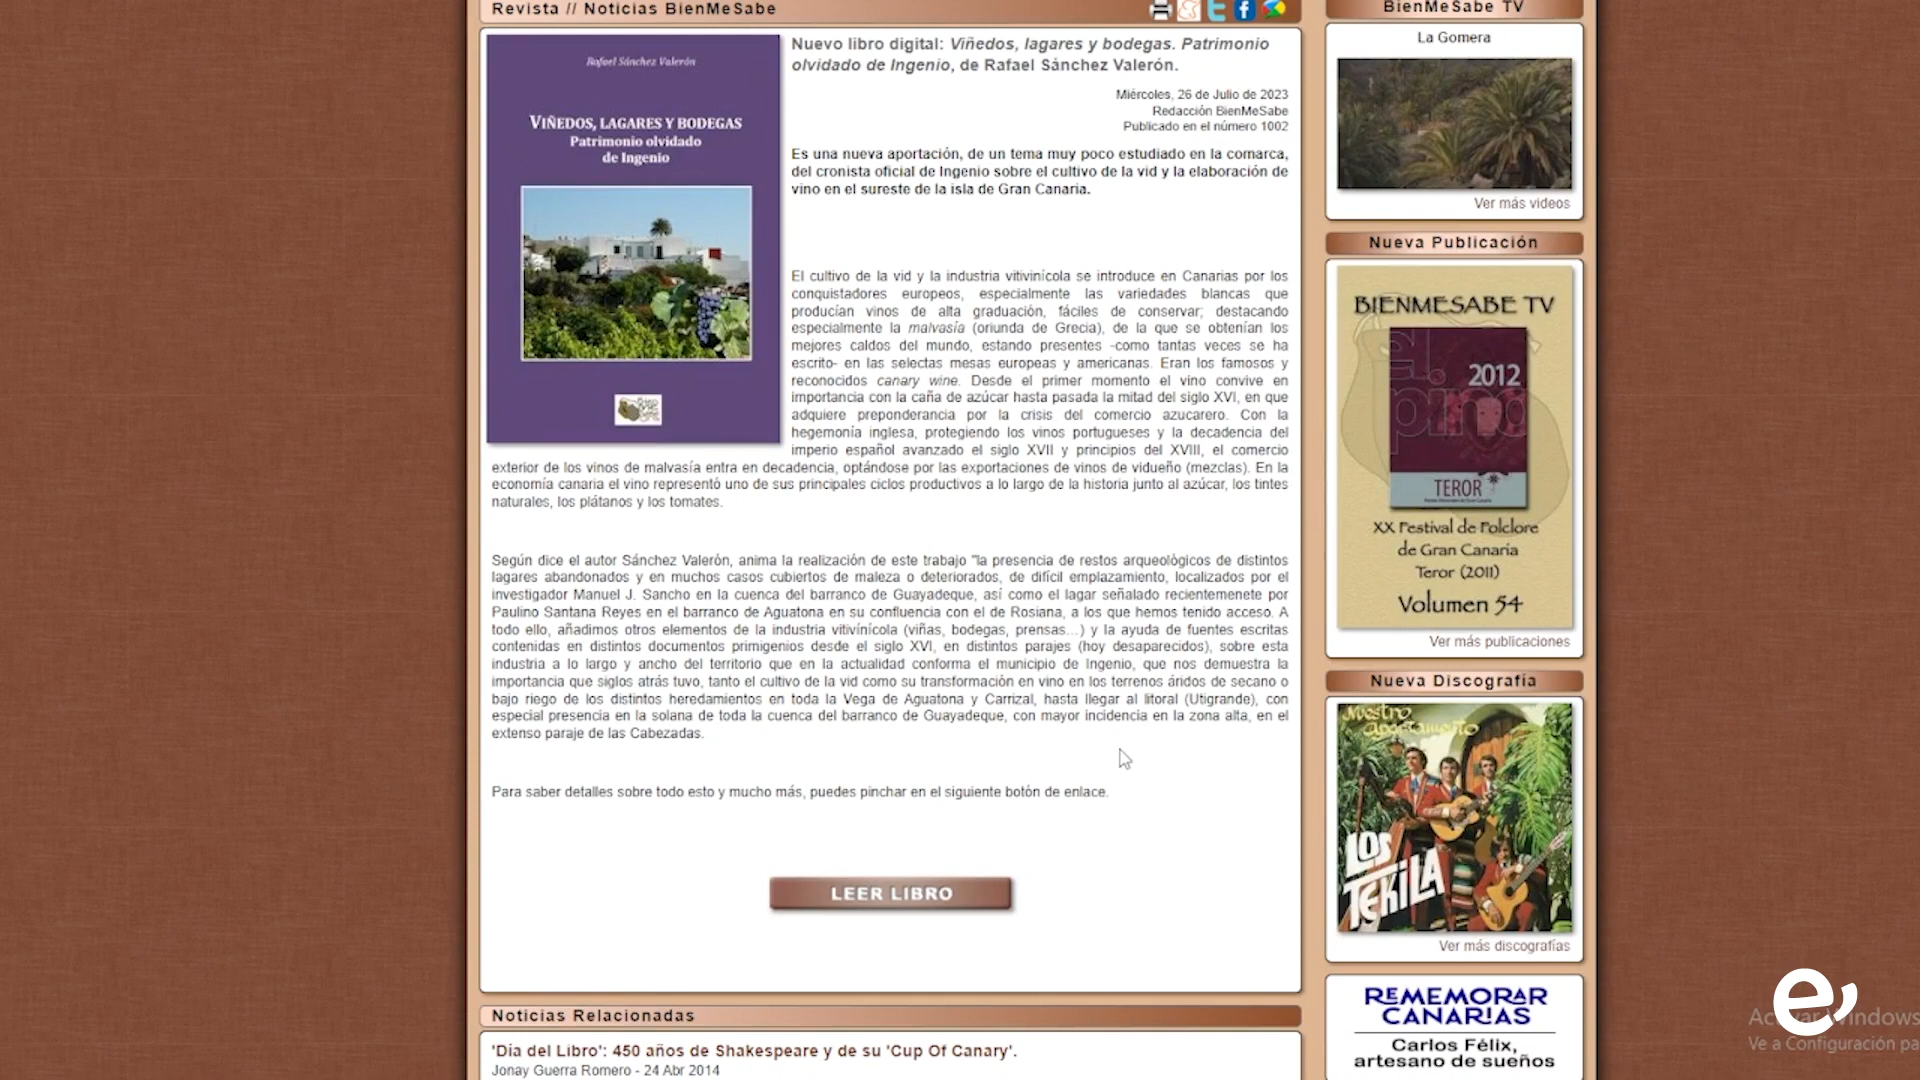 Revista // Noticias BienMeSabe
Rafael Sánchez Valerón
VIÑEDOS, LAGARES Y BODEGAS
Patrimonio olvidado
de Ingenio
Nuevo libro digital: Viñedos, lagares y bodegas. Patrimonio
olvidado de Ingenio, de Rafael Sánchez Valerón.
Miércoles, 26 de Julio de 2023
Redacción BienMeSabe
Publicado en el número 1002
Es una nueva aportación, de un tema muy poco estudiado en la comarca,
del cronista oficial de Ingenio sobre el cultivo de la vid y la elaboración de
vino en el sureste de la isla de Gran Canaria.
El cultivo de la vid y la industria vitivinícola se introduce en Canarias por los
conquistadores europeos, especialmente las variedades blancas que
producían vinos de alta graduación, fáciles de conservar; destacando
especialmente la malvasía (oriunda de Grecia), de la que se obtenían los
mejores caldos del mundo, estando presentes -como tantas veces se ha
escrito- en las selectas mesas europeas y americanas. Eran los famosos y
reconocidos canary wine. Desde el primer momento el vino convive en
importancia con la caña de azúcar hasta pasada la mitad del siglo XVI, en que
adquiere preponderancia por la crisis del comercio azucarero. Con la
hegemonía inglesa, protegiendo los vinos portugueses y la decadencia del
imperio español avanzado el siglo XVII y principios del XVIII, el comercio
exterior de los vinos de malvasía entra en decadencia, optándose por las exportaciones de vinos de vidueño (mezclas). En la
economía canaria el vino representó uno de sus principales ciclos productivos a lo largo de la historia junto al azúcar, los tintes
naturales, los plátanos y los tomates.
Según dice el autor Sánchez Valerón, anima la realización de este trabajo "la presencia de restos arqueológicos de distintos
lagares abandonados y en muchos casos cubiertos de maleza o deteriorados, de difícil emplazamiento, localizados por el
investigador Manuel J. Sancho en la cuenca del barranco de Guayadeque, así como el lagar señalado recientemenete por
Paulino Santana Reyes en el barranco de Aguatona en su confluencia con el de Rosiana, a los que hemos tenido acceso. A
todo ello, añadimos otros elementos de la industria vitivínícola (viñas, bodegas, prensas...) y la ayuda de fuentes escritas
contenidas en distintos documentos primigenios desde el siglo XVI, en distintos parajes (hoy desaparecidos), sobre esta
industria a lo largo y ancho del territorio que en la actualidad conforma el municipio de Ingenio, que nos demuestra la
importancia que siglos atrás tuvo, tanto el cultivo de la vid como su transformación en vino en los terrenos áridos de secano o
bajo riego de los distintos heredamientos en toda la Vega de Aguatona y Carrizal, hasta llegar al litoral (Utigrande), con
especial presencia en la solana de toda la cuenca del barranco de Guayadeque, con mayor incidencia en la zona alta, en el
extenso paraje de las Cabezadas.
Para saber detalles sobre todo esto y mucho más, puedes pinchar en el siguiente botón de enlace.
LEER LIBRO
Noticias Relacionadas
'Día del Libro': 450 años de Shakespeare y de su 'Cup Of Canary'.
Jonay Guerra Romero - 24 Abr 2014
BienMeSabe TV
La Gomera
Ver más videos
Nueva Publicación
BIENMESABE TV
el
pino
2012
TEROR
XX Festival de Folclore
de Gran Canaria
Teror (2011)
Volumen 54
Ver más publicaciones
Nueva Discografía
Nuestro
apartamento
LOS
TEKILA
Ver más discografías
REMEMORAR
CANARIAS
Carlos Félix,
artesano de sueños
Windows
Ve a Configuración pa